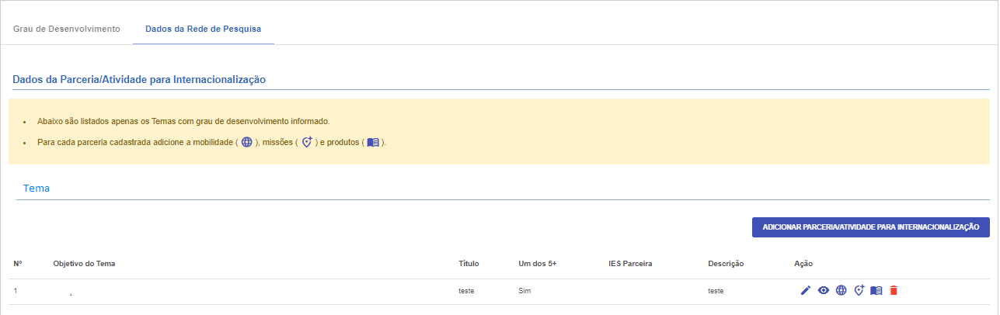 Grau de Desenvolvimento
Dados da Rede de Pesquisa
Dados da Parceria/Atividade para Internacionalização
• Abaixo são listados apenas os Temas com grau de desenvolvimento informado.
• Para cada parceria cadastrada adicione a mobilidade ( ), missões ( ) e produtos ( ).
Tema
ADICIONAR PARCERIA/ATIVIDADE PARA INTERNACIONALIZAÇÃO
Nº Objetivo do Tema Título Um dos 5+ IES Parceira Descrição Ação
1 . teste Sim teste